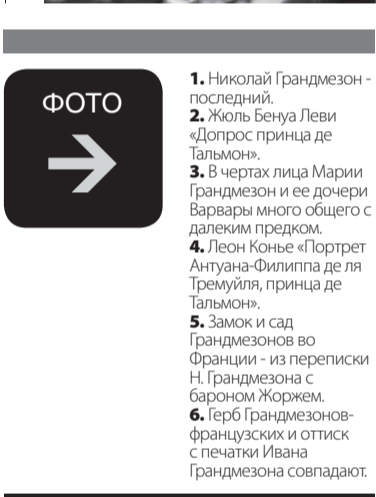 ФОТО
1. Николай Грандмезон -
последний.
2. Жюль Бенуа Леви
«Допрос принца де
Тальмон».
3. В чертах лица Марии
Грандмезон и ее дочери
Варвары много общего с
далеким предком.
4. Леон Конье «Портрет
Антуана-Филиппа де ля
Тремуйля, принца де
Тальмон».
5. Замок и сад
Грандмезонов во
Франции - из переписки
Н. Грандмезона с
бароном Жоржем.
6. Герб Грандмезонов-
французских и оттиск
с печатки Ивана
Грандмезона совпадают.